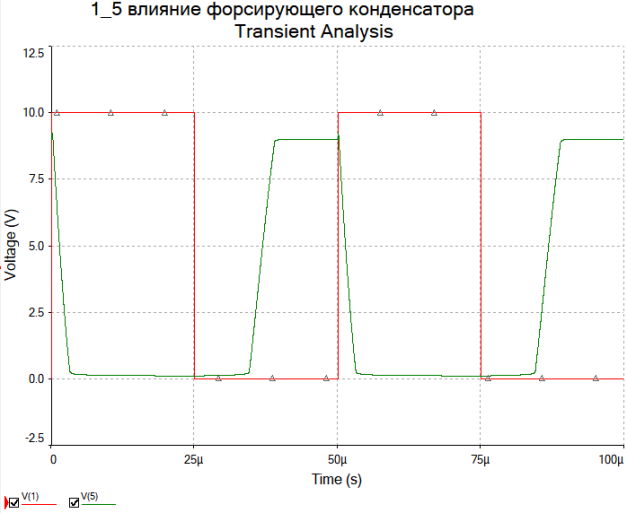 1_5 влияние форсирующего конденсатора
Transient Analysis
12.5
10.0
7.5
5.0
2.5
0.0
-2.5
Voltage (V)
0 25µ 50µ 75µ 100µ
Time (s)
V(1) V(5)